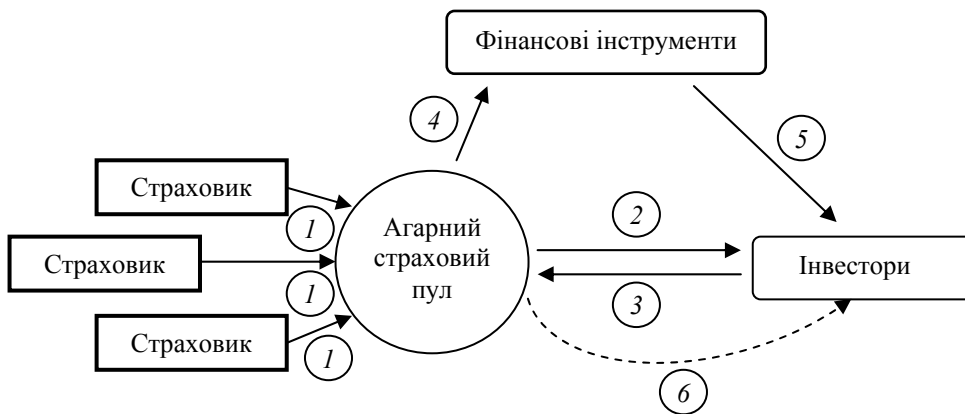 Фінансові інструменти
4
5
Страховик
1
2
Агарний
страховий
пул
Страховик
Інвестори
1
3
Страховик
1
6